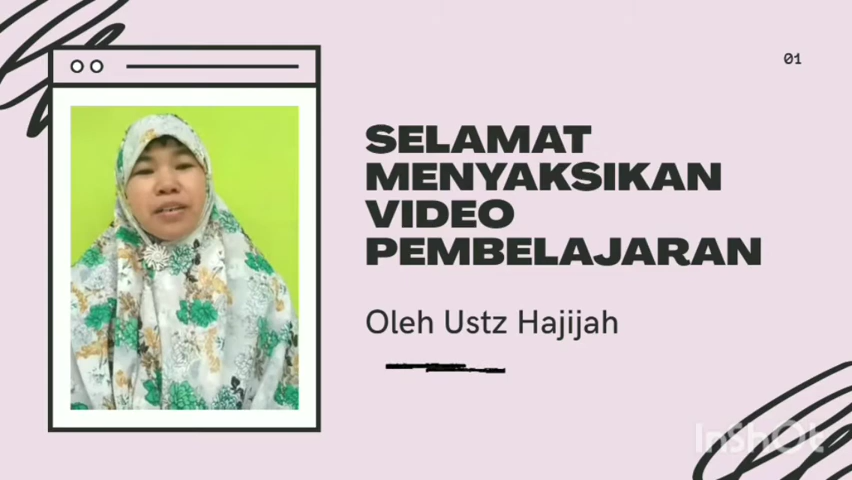 01
SELAMAT
MENYAKSIKAN
VIDEO
PEMBELAJARAN
Oleh Ustz Hajijah
InShOt